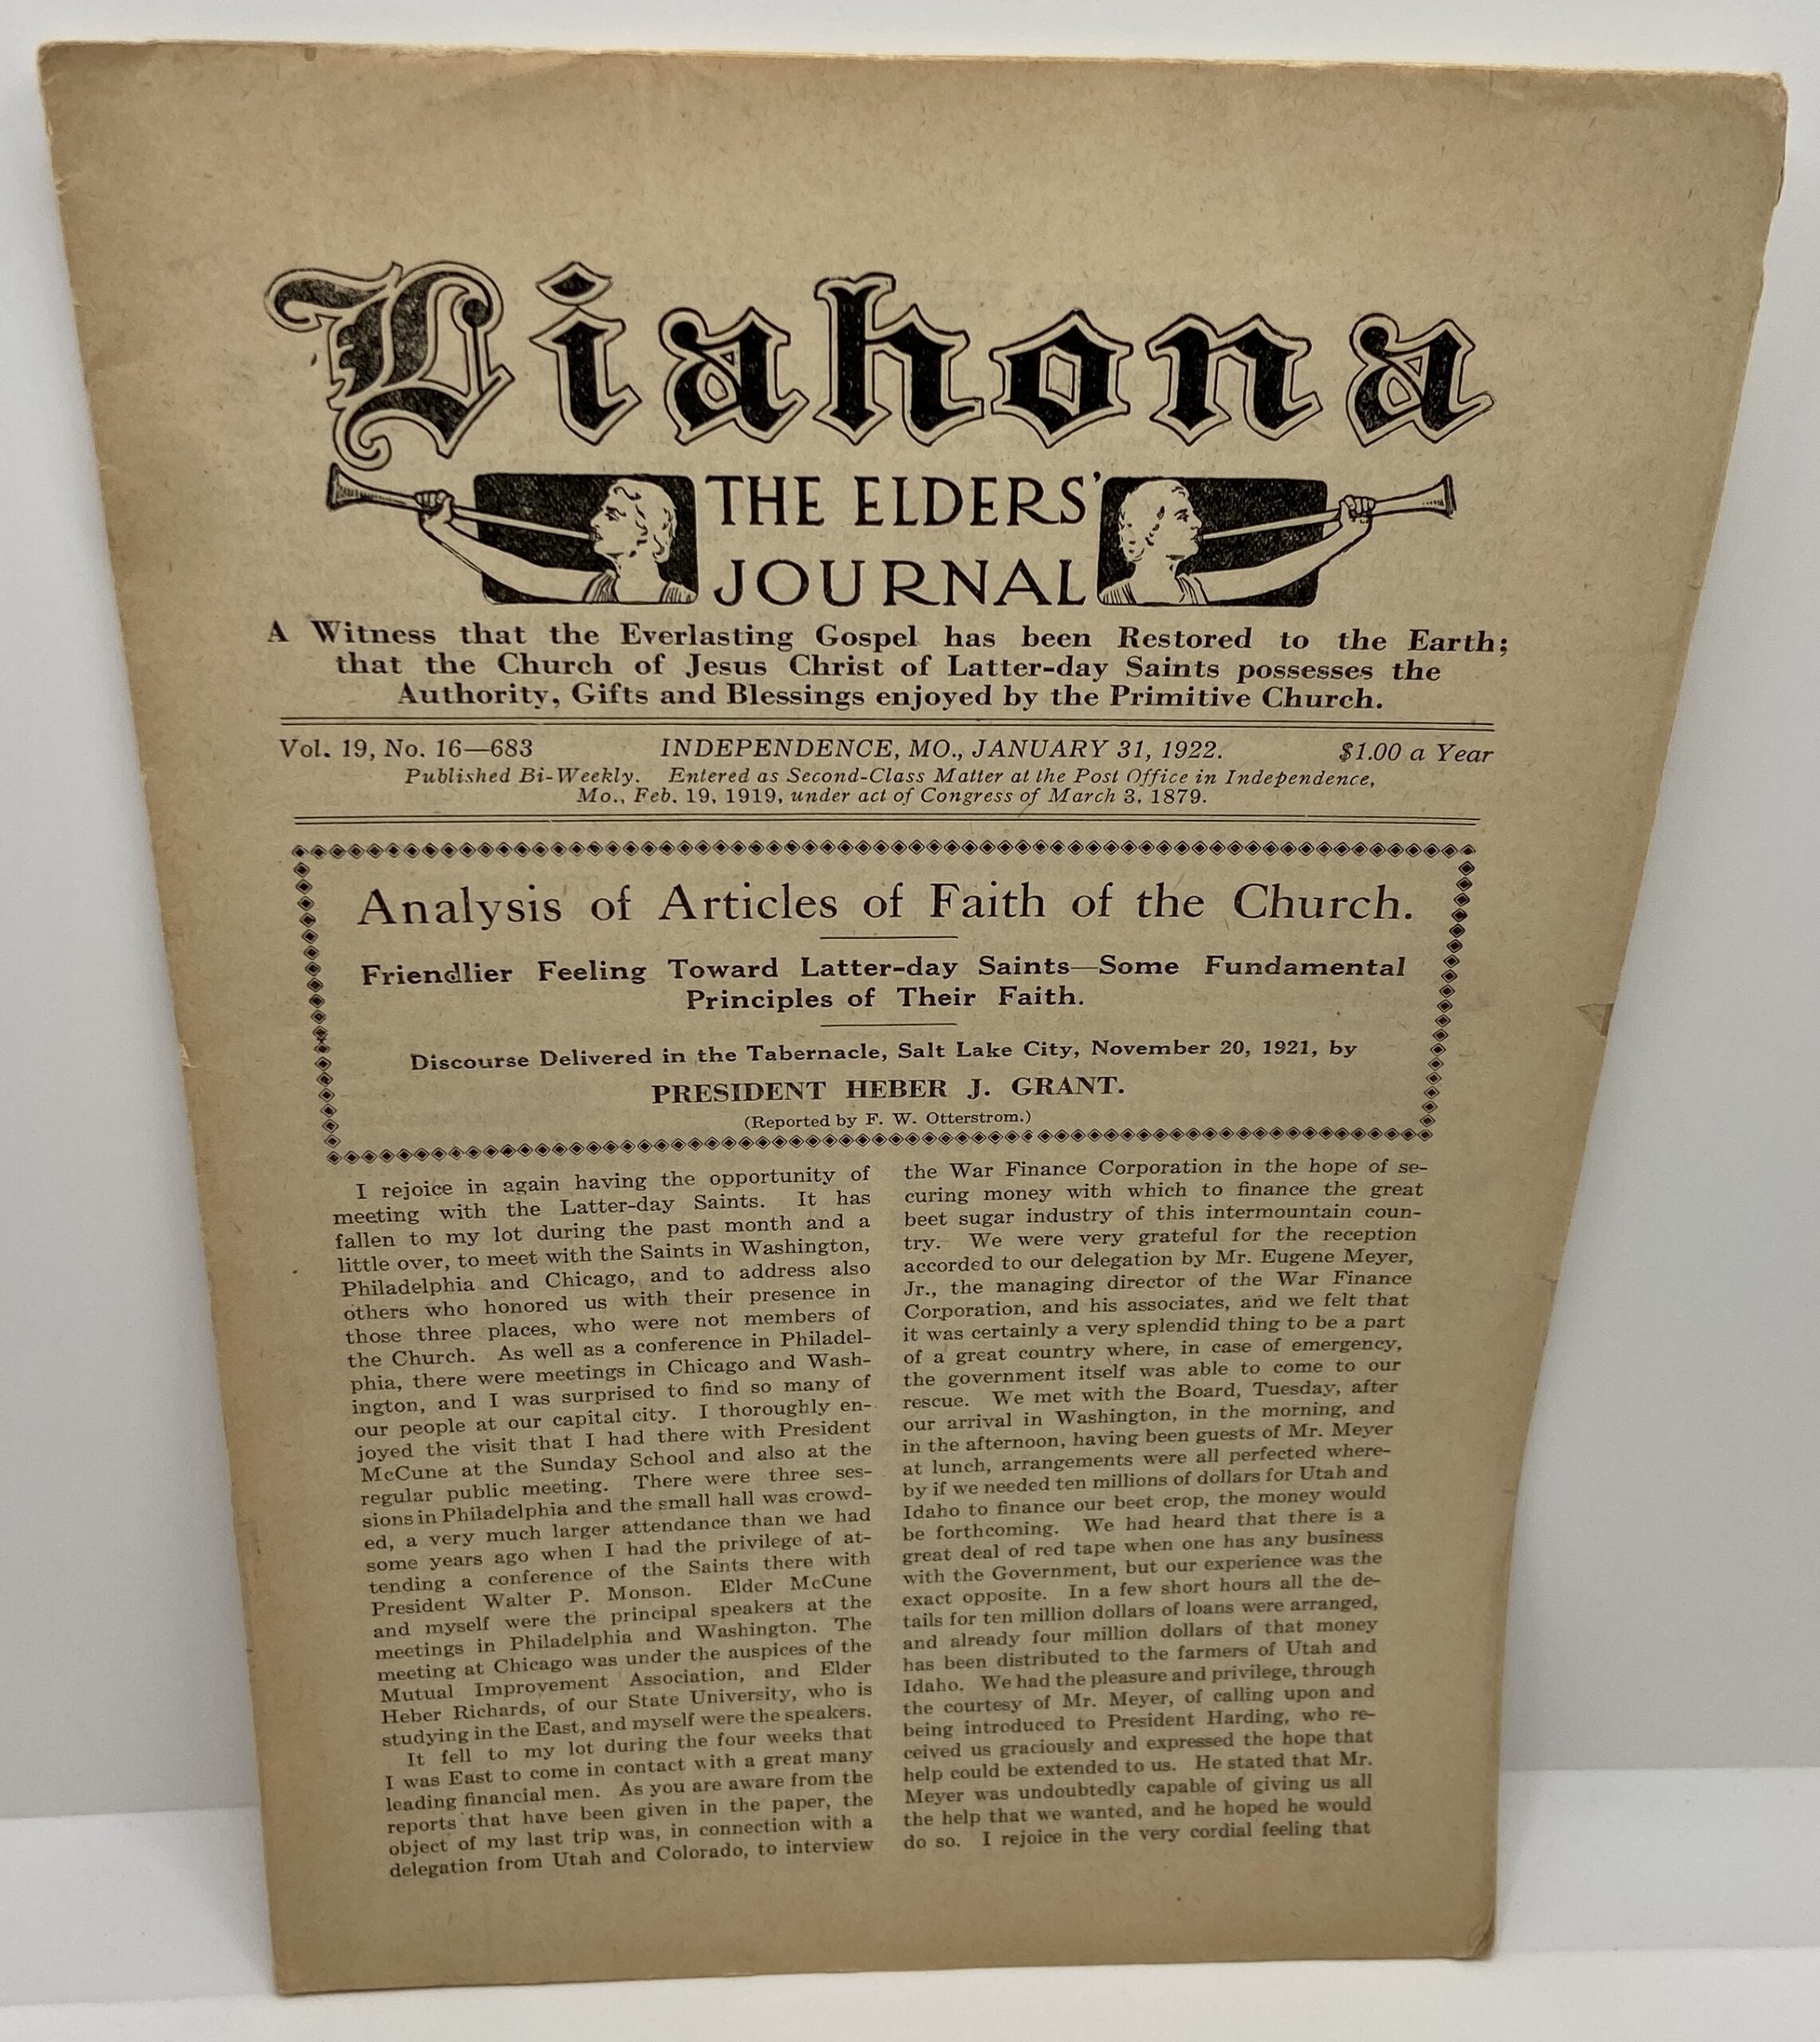 Liahona
THE ELDERS'
JOURNAL
A Witness that the Everlasting Gospel has been Restored to the Earth;
that the Church of Jesus Christ of Latter-day Saints possesses the
Authority, Gifts and Blessings enjoyed by the Primitive Church.
Vol. 19, No. 16—683 INDEPENDENCE, MO., JANUARY 31, 1922. $1.00 a Year
Published Bi-Weekly. Entered as Second-Class Matter at the Post Office in Independence,
Mo., Feb. 19, 1919, under act of Congress of March 3, 1879.
Analysis of Articles of Faith of the Church.
Friendlier Feeling Toward Latter-day Saints—Some Fundamental
Principles of Their Faith.
Discourse Delivered in the Tabernacle, Salt Lake City, November 20, 1921, by
PRESIDENT HEBER J. GRANT.
(Reported by F. W. Otterstrom.)
I rejoice in again having the opportunity of
meeting with the Latter-day Saints. It has
fallen to my lot during the past month and a
little over, to meet with the Saints in Washington,
Philadelphia and Chicago, and to address also
others who honored us with their presence in
those three places, who were not members of
the Church. As well as a conference in Philadel-
phia, there were meetings in Chicago and Wash-
ington, and I was surprised to find so many of
our people at our capital city. I thoroughly en-
joyed the visit that I had there with President
McCune at the Sunday School and also at the
regular public meeting. There were three ses-
sions in Philadelphia and the small hall was crowd-
ed, a very much larger attendance than we had
some years ago when I had the privilege of at-
tending a conference of the Saints there with
President Walter P. Monson. Elder McCune
and myself were the principal speakers at the
meetings in Philadelphia and Washington. The
meeting at Chicago was under the auspices of the
Mutual Improvement Association, and Elder
Heber Richards, of our State University, who is
studying in the East, and myself were the speakers.
It fell to my lot during the four weeks that
I was East to come in contact with a great many
leading financial men. As you are aware from the
reports that have been given in the paper, the
object of my last trip was, in connection with a
delegation from Utah and Colorado, to interview
the War Finance Corporation in the hope of se-
curing money with which to finance the great
beet sugar industry of this intermountain coun-
try. We were very grateful for the reception
accorded to our delegation by Mr. Eugene Meyer,
Jr., the managing director of the War Finance
Corporation, and his associates, and we felt that
it was certainly a very splendid thing to be a part
of a great country where, in case of emergency,
the government itself was able to come to our
rescue. We met with the Board, Tuesday, after
our arrival in Washington, in the morning, and
in the afternoon, having been guests of Mr. Meyer
at lunch, arrangements were all perfected where-
by if we needed ten millions of dollars for Utah and
Idaho to finance our beet crop, the money would
be forthcoming. We had heard that there is a
great deal of red tape when one has any business
with the Government, but our experience was the
exact opposite. In a few short hours all the de-
tails for ten million dollars of loans were arranged,
and already four million dollars of that money
has been distributed to the farmers of Utah and
Idaho. We had the pleasure and privilege, through
the courtesy of Mr. Meyer, of calling upon and
being introduced to President Harding, who re-
ceived us graciously and expressed the hope that
help could be extended to us. He stated that Mr.
Meyer was undoubtedly capable of giving us all
the help that we wanted, and he hoped he would
do so. I rejoice in the very cordial feeling that